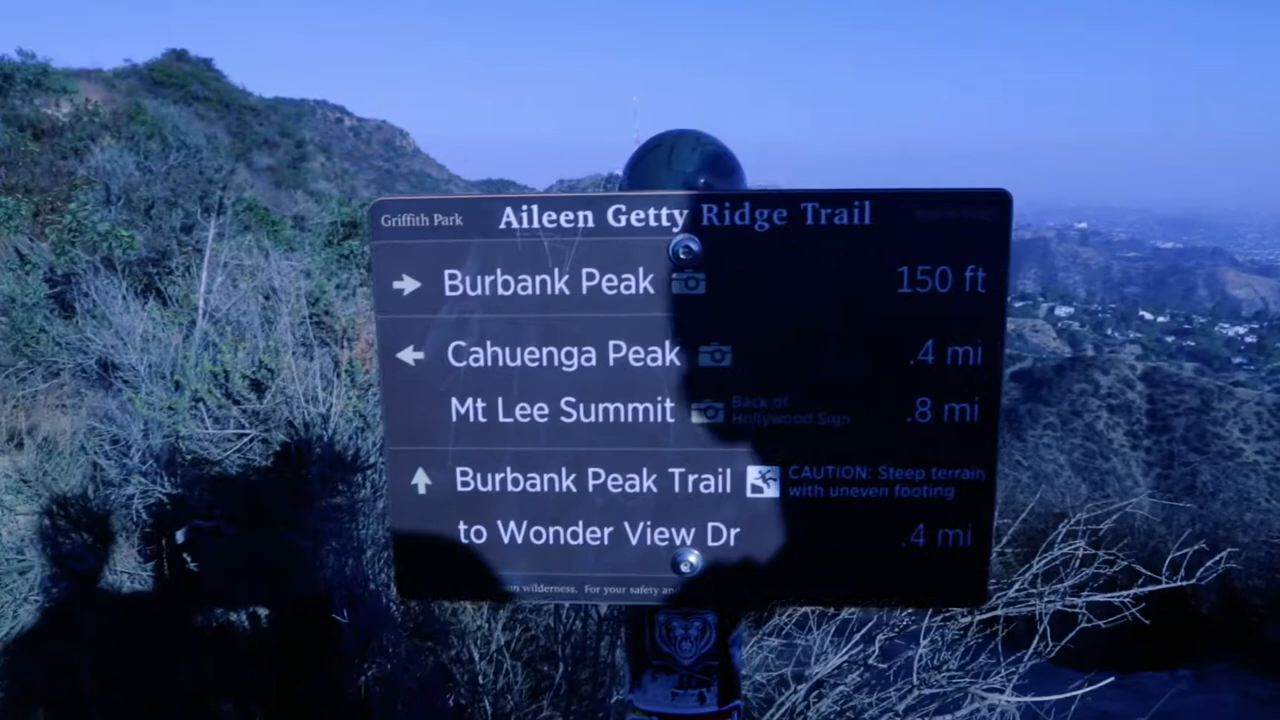 Griffith Park
Aileen Getty Ridge Trail
Burbank Peak
150 ft
Cahuenga Peak
.4 mi
Mt Lee Summit
Back of
Hollywood Sign
.8 mi
Burbank Peak Trail
CAUTION: Steep terrain
with uneven footing
to Wonder View Dr
.4 mi
wilderness. For your safety and